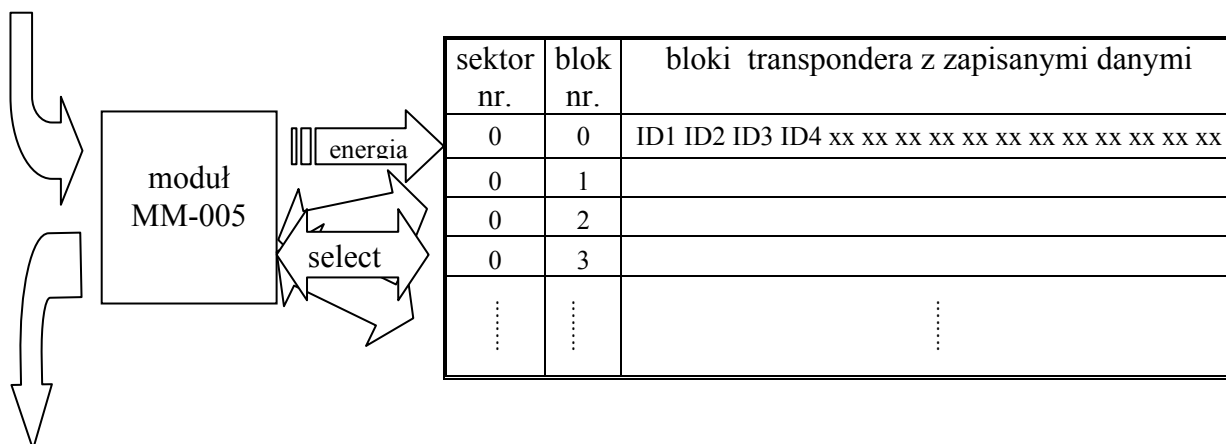 sektor nr. blok nr. bloki transpondera z zapisanymi danymi
energia
moduł
MM-005
select
0 0 ID1 ID2 ID3 ID4 xx xx xx xx xx xx xx xx xx xx xx xx
0 1
0 2
0 3